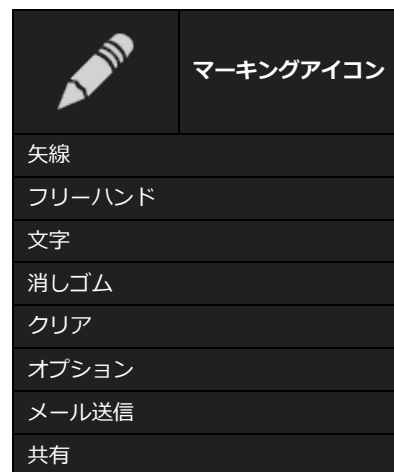 マーキングアイコン
矢線
フリーハンド
文字
消しゴム
クリア
オプション
メール送信
共有